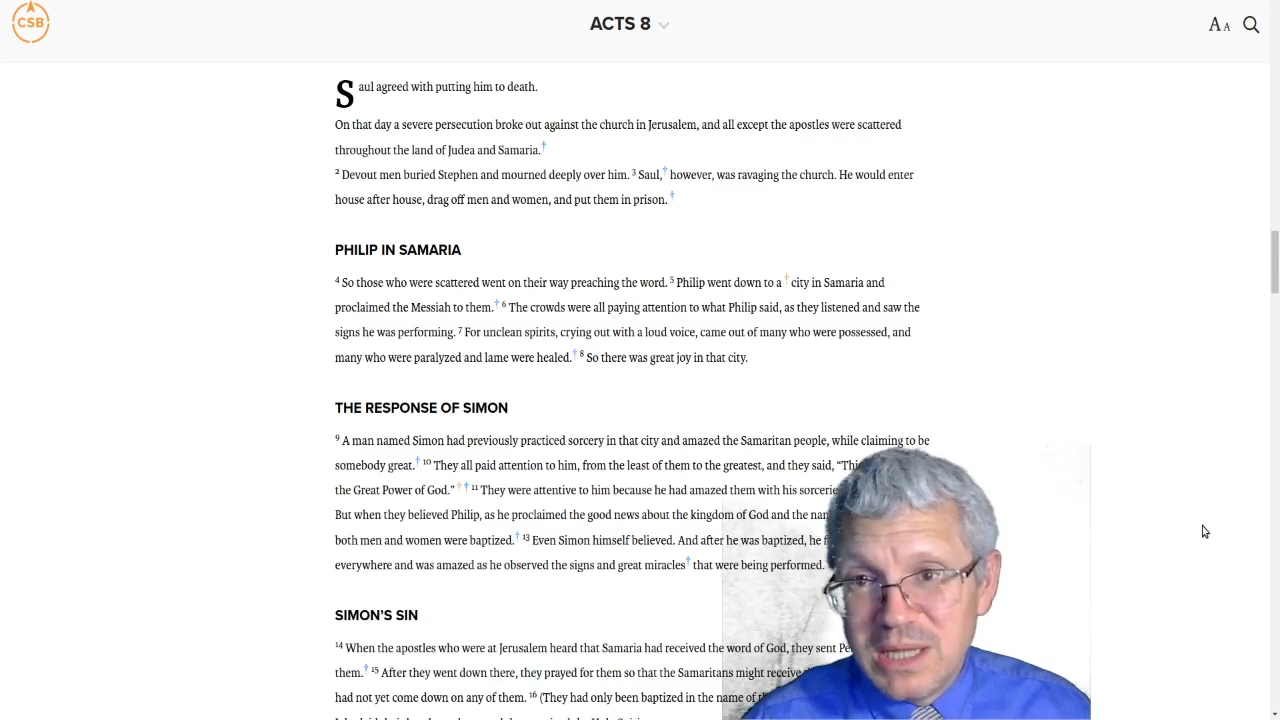 CSB
ACTS 8
A A
Saul agreed with putting him to death.
On that day a severe persecution broke out against the church in Jerusalem, and all except the apostles were scattered
throughout the land of Judea and Samaria.†
2 Devout men buried Stephen and mourned deeply over him. 3 Saul,† however, was ravaging the church. He would enter
house after house, drag off men and women, and put them in prison. †
PHILIP IN SAMARIA
4 So those who were scattered went on their way preaching the word. 5 Philip went down to a † city in Samaria and
proclaimed the Messiah to them.† 6 The crowds were all paying attention to what Philip said, as they listened and saw the
signs he was performing. 7 For unclean spirits, crying out with a loud voice, came out of many who were possessed, and
many who were paralyzed and lame were healed.† 8 So there was great joy in that city.
THE RESPONSE OF SIMON
9 A man named Simon had previously practiced sorcery in that city and amazed the Samaritan people, while claiming to be
somebody great.† 10 They all paid attention to him, from the least of them to the greatest, and they said, “
the Great Power of God.” † † 11 They were attentive to him because he had amazed them with his
But when they believed Philip, as he proclaimed the good news about the kingdom of God and the
both men and women were baptized.† 13 Even Simon himself believed. And after he was baptized, he
everywhere and was amazed as he observed the signs and great miracles† that were being performed.
SIMON’S SIN
14 When the apostles who were at Jerusalem heard that Samaria had received the word of God, they sent
them.† 15 After they went down there, they prayed for them so that the Samaritans might receive
had not yet come down on any of them. 16 (They had only been baptized in the name of